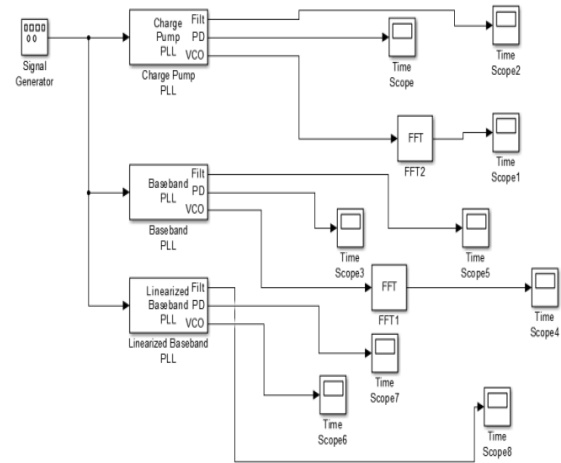 Signal
Generator
Charge
Pump
PLL
Filt
PD
VCO
Charge Pump
PLL
Time
Scope
Time
Scope2
FFT
FFT2
Time
Scope1
Baseband
PLL
Filt
PD
VCO
Baseband
PLL
Time
Scope3
Time
Scope5
FFT
FFT1
Time
Scope4
Linearized
Baseband
PLL
Filt
PD
VCO
Linearized Baseband
PLL
Time
Scope7
Time
Scope6
Time
Scope8